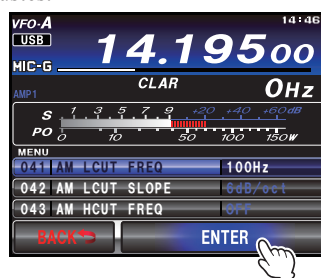 VFO-A 14:46
USB
14.19500
MIC-G
CLAR 0Hz
AMP1
S 1 3 5 7 9 +20 +40 +60dB
PO 0 10 50 100 150W
MENU
041 AM LCUT FREQ 100Hz
042 AM LCUT SLOPE 6dB/oct
043 AM HCUT FREQ OFF
BACK ENTER